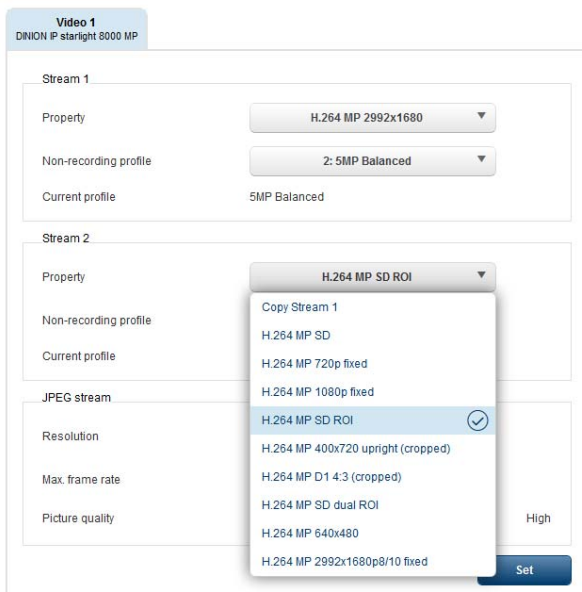 Video 1
DINION IP starlight 8000 MP
Stream 1
Property
H.264 MP 2992x1680
Non-recording profile
2: 5MP Balanced
Current profile
5MP Balanced
Stream 2
Property
H.264 MP SD ROI
Non-recording profile
Current profile
Copy Stream 1
H.264 MP SD
H.264 MP 720p fixed
H.264 MP 1080p fixed
H.264 MP SD ROI
H.264 MP 400x720 upright (cropped)
H.264 MP D1 4:3 (cropped)
H.264 MP SD dual ROI
H.264 MP 640x480
H.264 MP 2992x1680p8/10 fixed
JPEG stream
Resolution
Max. frame rate
Picture quality
High
Set